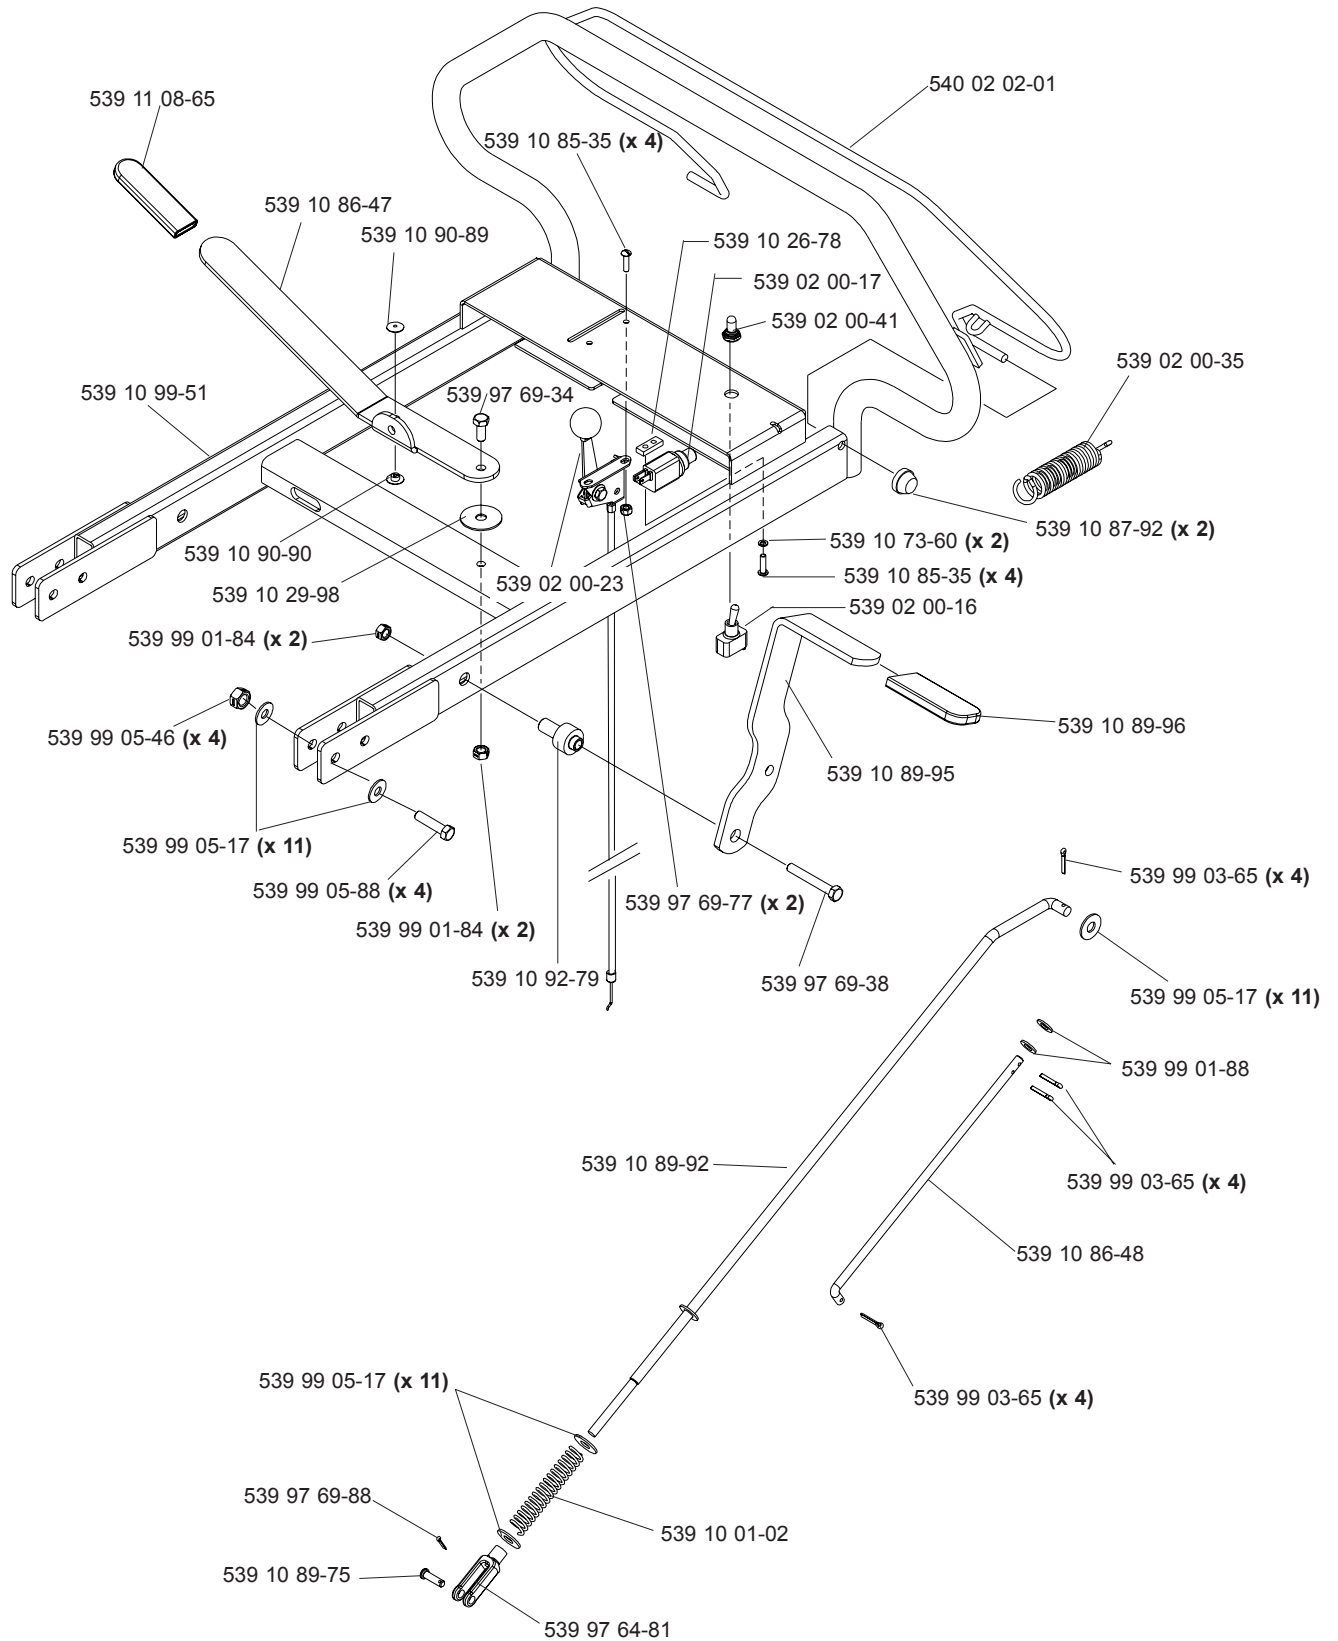 540 02 02-01
539 11 08-65
539 10 85-35 (x 4)
539 10 86-47
539 10 90-89
539 10 26-78
539 02 00-17
539 02 00-41
539 02 00-35
539 10 99-51
539 97 69-34
539 10 87-92 (x 2)
539 10 73-60 (x 2)
539 10 90-90
539 10 85-35 (x 4)
539 02 00-23
539 10 29-98
539 02 00-16
539 99 01-84 (x 2)
539 10 89-96
539 99 05-46 (x 4)
539 10 89-95
539 99 05-17 (x 11)
539 99 03-65 (x 4)
539 99 05-88 (x 4)
539 97 69-77 (x 2)
539 99 01-84 (x 2)
539 10 92-79
539 97 69-38
539 99 05-17 (x 11)
539 99 01-88
539 10 89-92
539 99 03-65 (x 4)
539 10 86-48
539 99 05-17 (x 11)
539 99 03-65 (x 4)
539 97 69-88
539 10 01-02
539 10 89-75
539 97 64-81